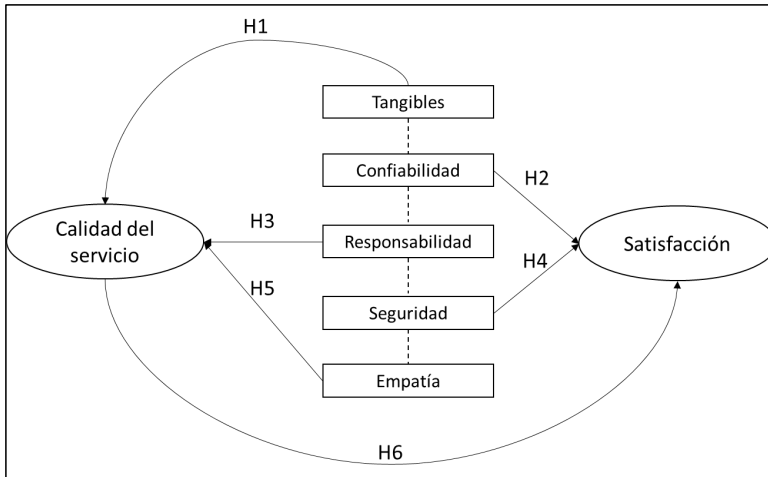 H1
Tangibles
Confiabilidad
H2
Calidad del
servicio
H3
Responsabilidad
Satisfacción
H4
H5
Seguridad
Empatía
H6